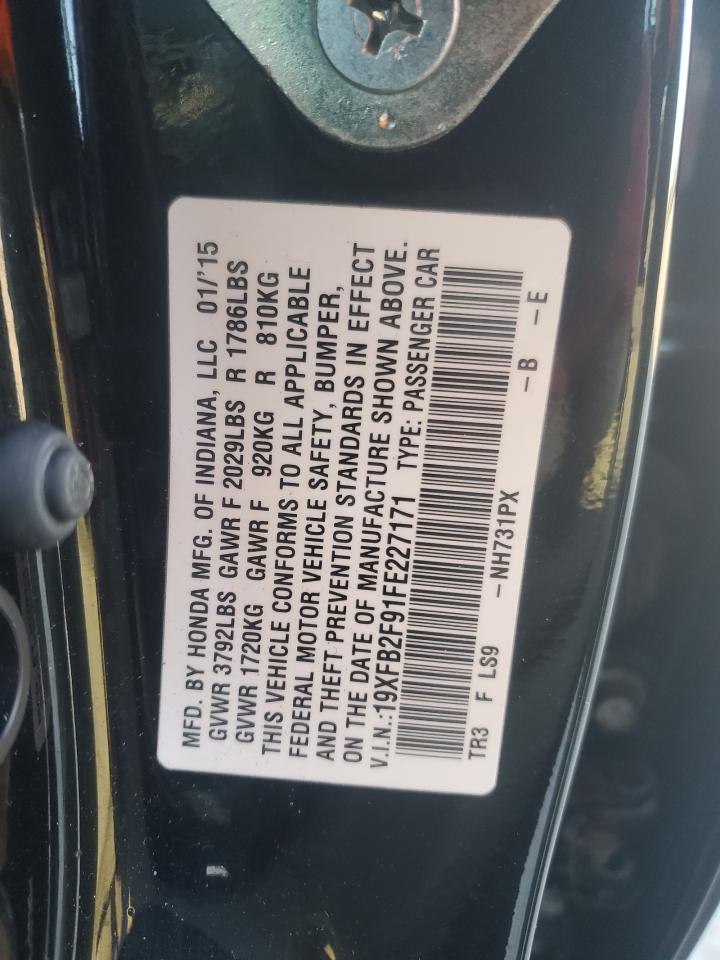 MFD. BY HONDA MFG. OF INDIANA, LLC 01/'15
GVWR 3792LBS GAWR F 2029LBS R 1786LBS
GVWR 1720KG GAWR F 920KG R 810KG
THIS VEHICLE CONFORMS TO ALL APPLICABLE
FEDERAL MOTOR VEHICLE SAFETY, BUMPER,
AND THEFT PREVENTION STANDARDS IN EFFECT
ON THE DATE OF MANUFACTURE SHOWN ABOVE.
V.I.N.:19XFB2F91FE227171 TYPE: PASSENGER CAR
TR3 F LS9 –NH731PX –B –E